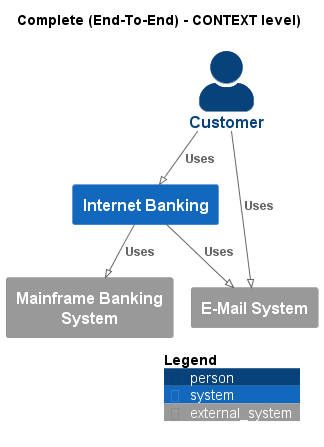 Complete (End-To-End) - CONTEXT level)
Customer
Uses
Internet Banking
Uses
Uses
Uses
Mainframe Banking
System
E-Mail System
Legend
person
system
external_system